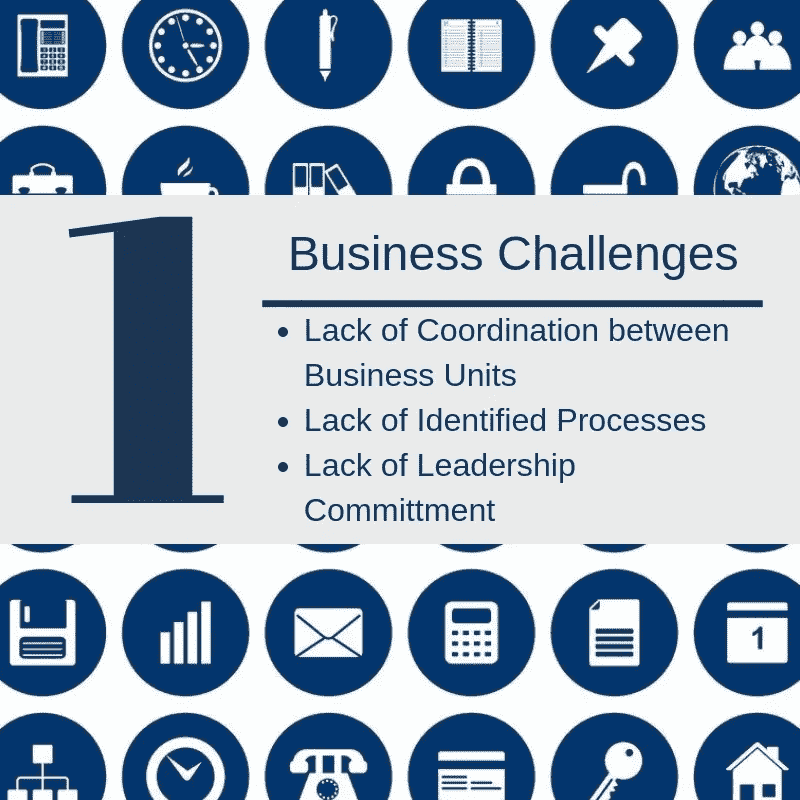 1
Business Challenges
• Lack of Coordination between
Business Units
• Lack of Identified Processes
• Lack of Leadership
Committment
1